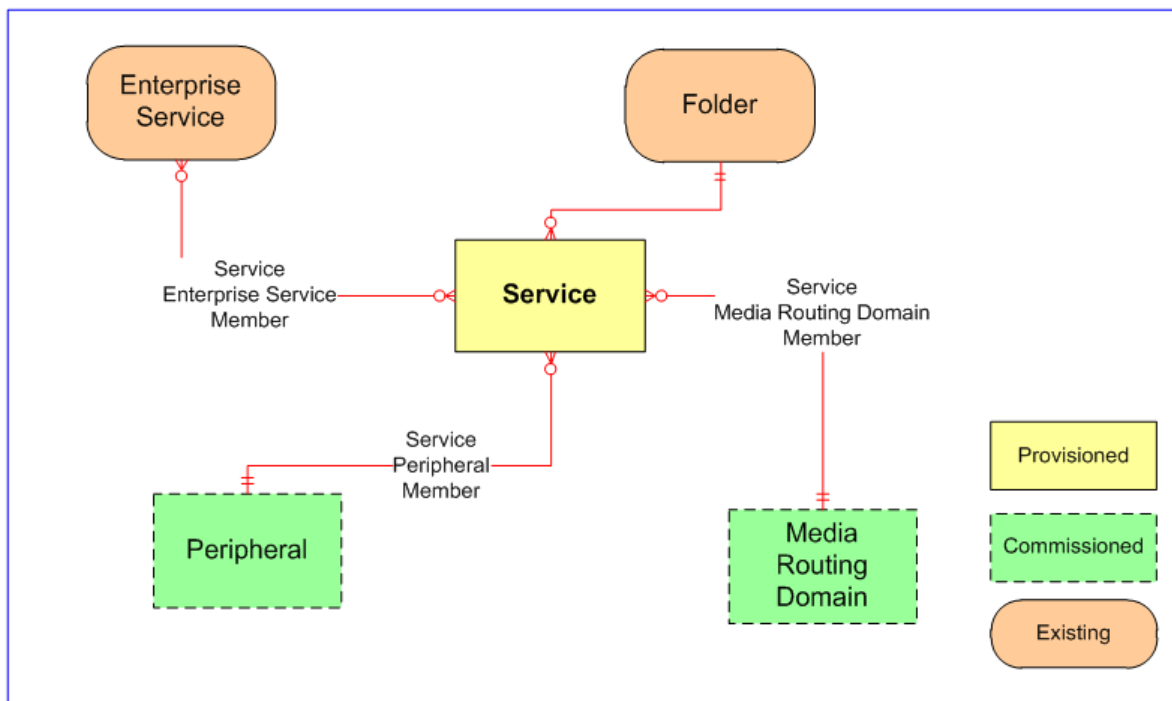 Enterprise
Service
Folder
Service
Enterprise Service
Member
Service
Service
Media Routing Domain
Member
Service
Peripheral
Member
Peripheral
Media
Routing
Domain
Provisioned
Commissioned
Existing